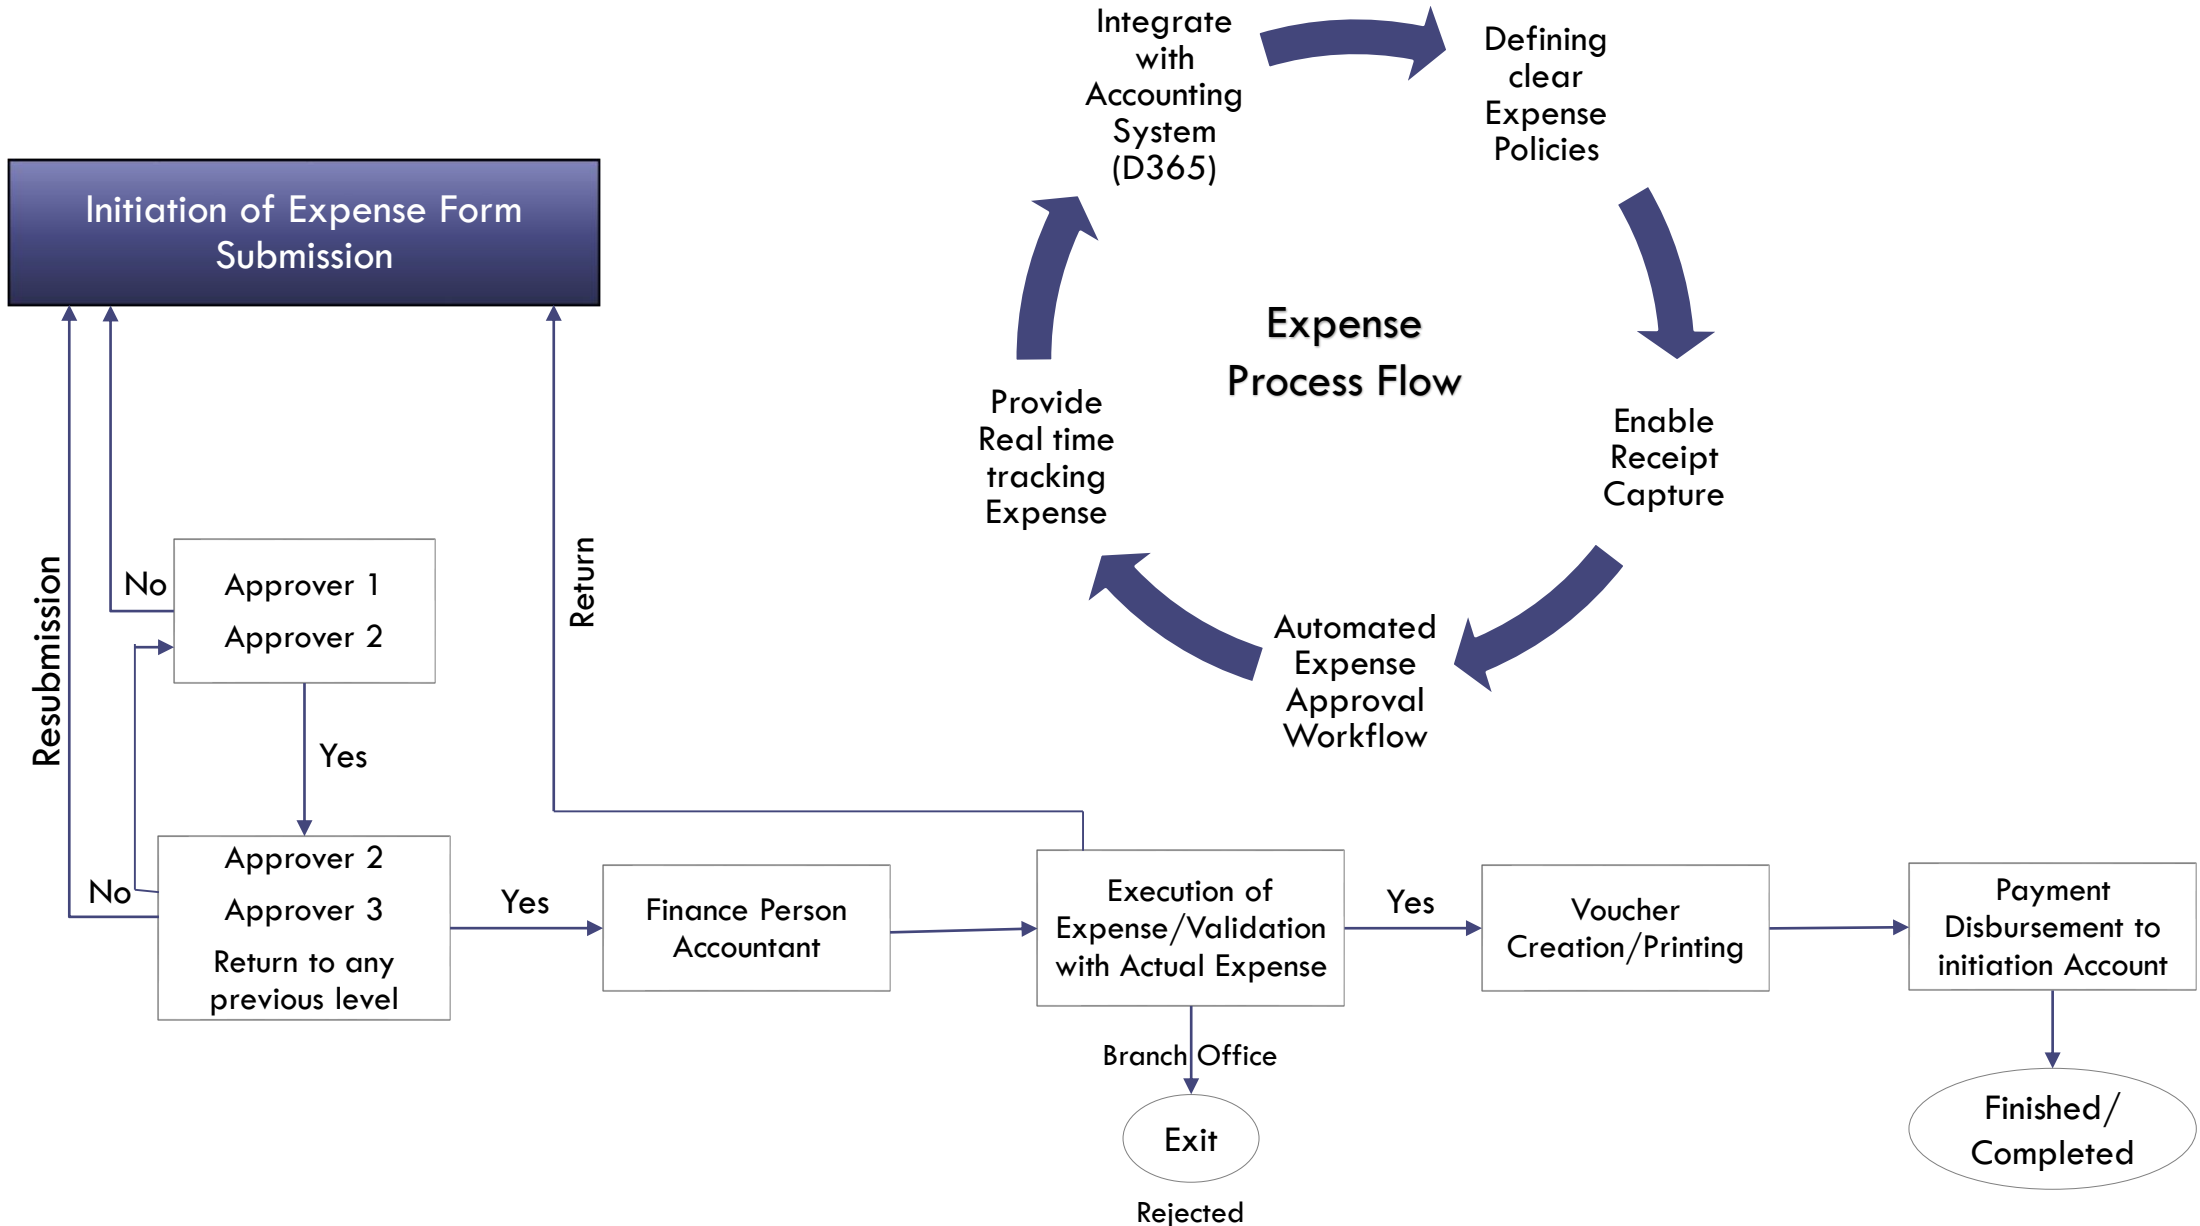 Integrate
with
Accounting
System
(D365)
Defining
clear
Expense
Policies
Initiation of Expense Form
Submission
Expense
Process Flow
Provide
Real time
tracking
Expense
Enable
Receipt
Capture
Automated
Expense
Approval
Workflow
Resubmission
No
Approver 1
Approver 2
Return
Yes
No
Approver 2
Approver 3
Return to any
previous level
Yes
Finance Person
Accountant
Execution of
Expense/Validation
with Actual Expense
Yes
Voucher
Creation/Printing
Payment
Disbursement to
initiation Account
Branch Office
Exit
Rejected
Finished/
Completed